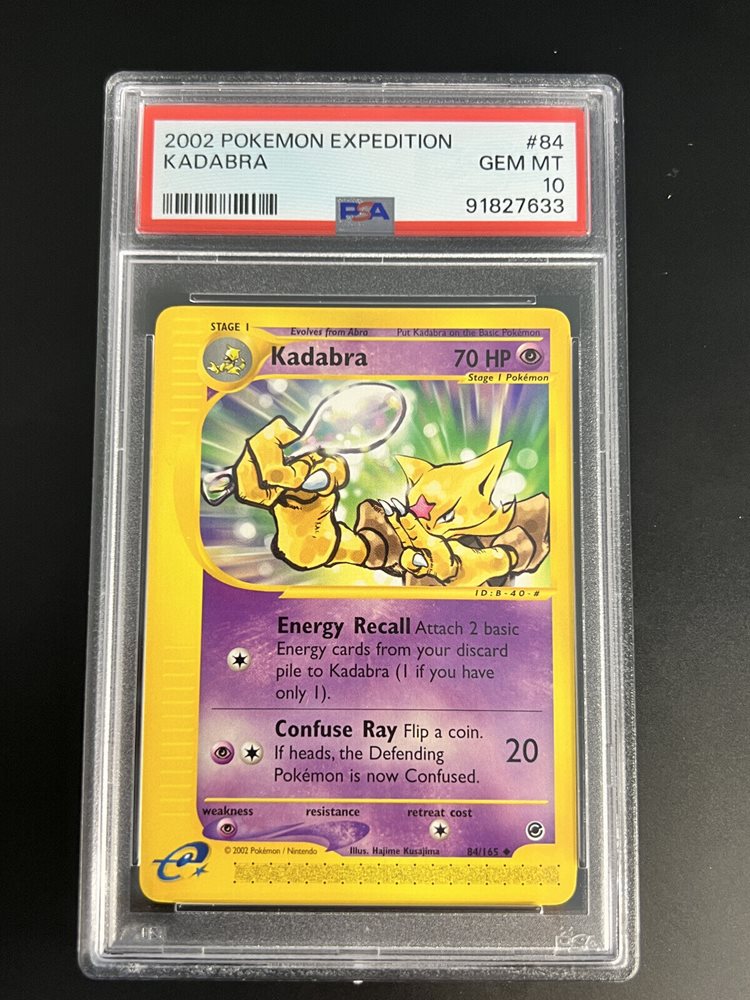 2002 POKEMON EXPEDITION #84
KADABRA GEM MT
10
PSA 91827633
STAGE 1 Evolves from Abra Put Kadabra on the Basic Pokémon
Kadabra 70 HP
Stage 1 Pokémon
ID:B-40-#
Energy Recall Attach 2 basic
Energy cards from your discard
pile to Kadabra (1 if you have
only 1).
Confuse Ray Flip a coin.
If heads, the Defending 20
Pokémon is now Confused.
weakness resistance retreat cost
© 2002 Pokémon / Nintendo Illus. Hajime Kusajima 84/165
e